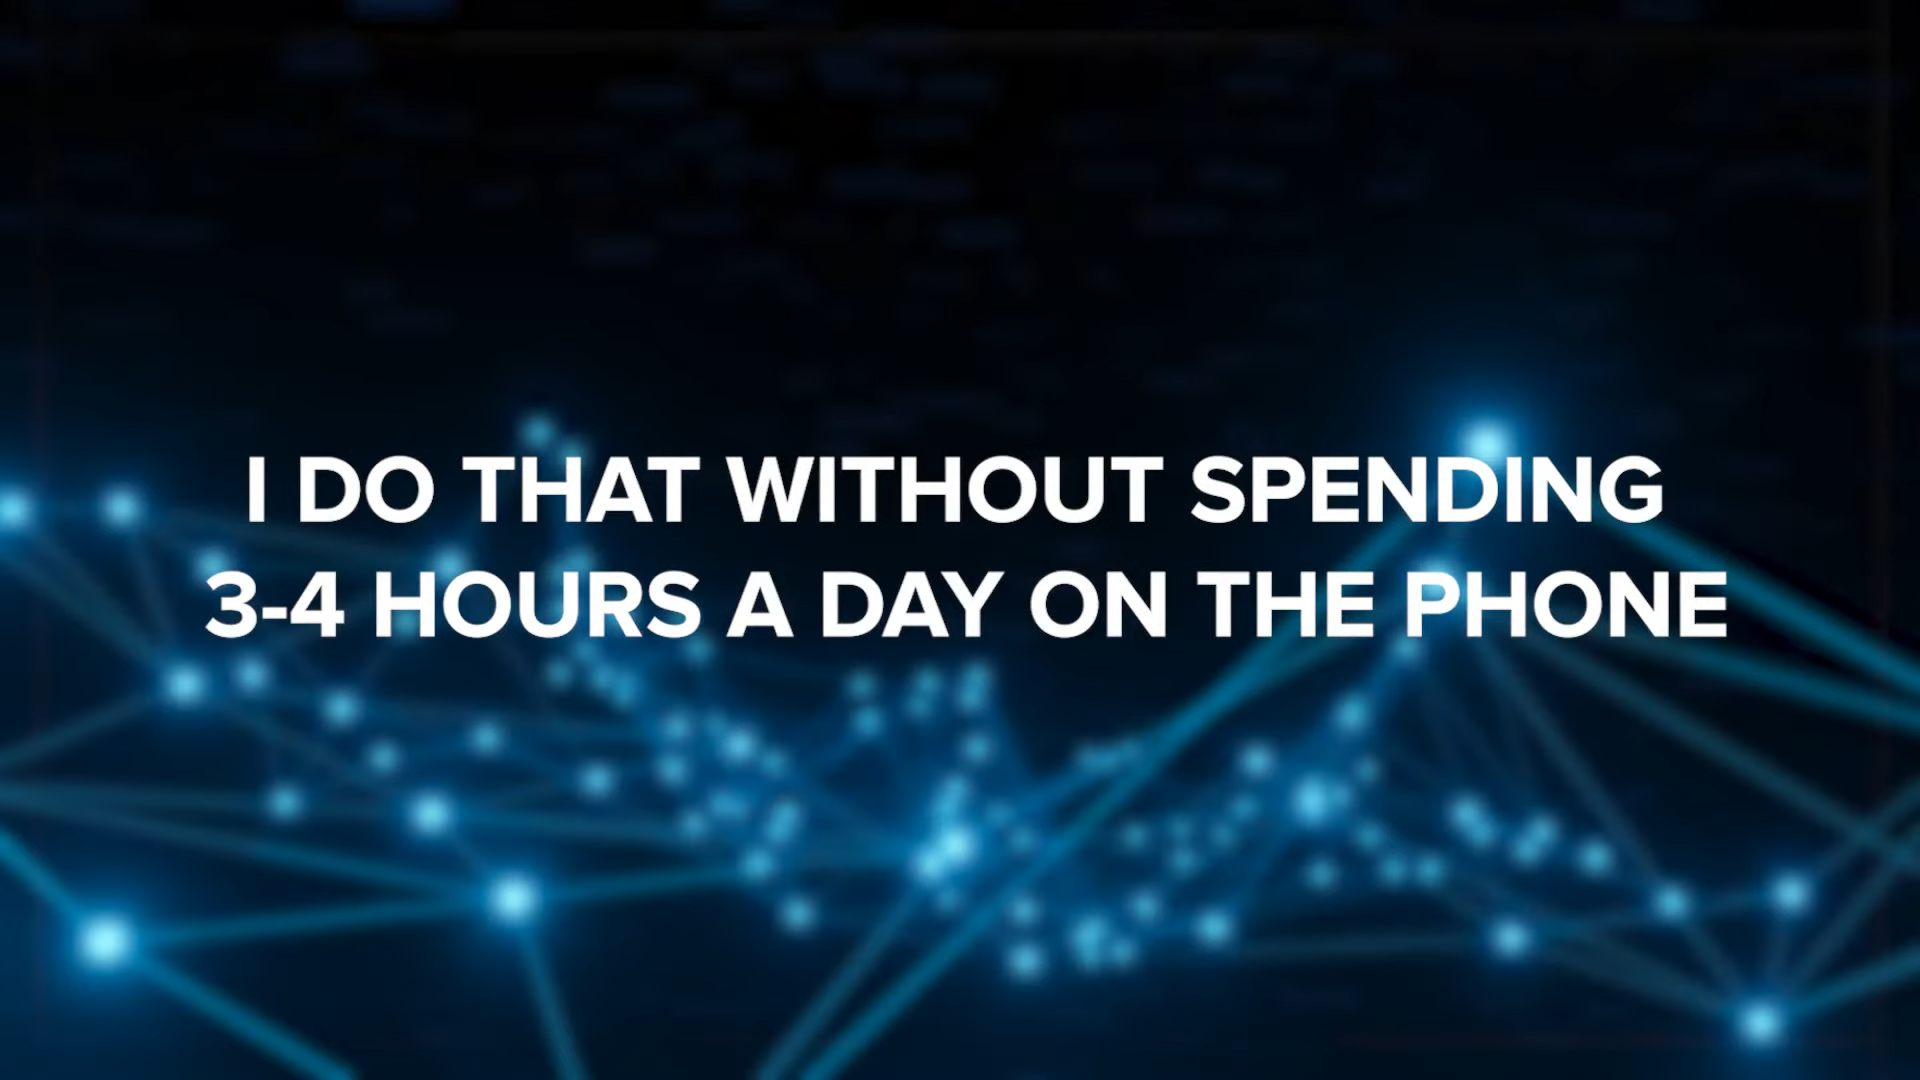 I DO THAT WITHOUT SPENDING
3-4 HOURS A DAY ON THE PHONE